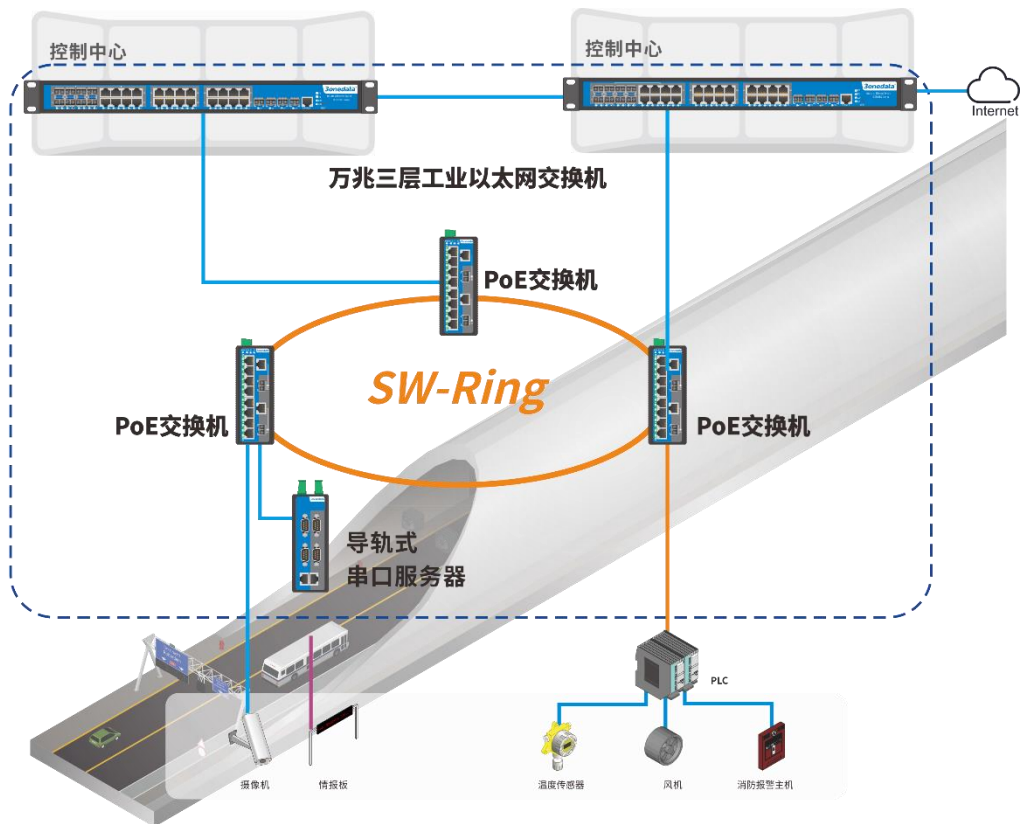 控制中心
控制中心
3onedata
3onedata
Internet
万兆三层工业以太网交换机
PoE交换机
SW-Ring
PoE交换机
PoE交换机
导轨式
串口服务器
PLC
摄像机
情报板
温度传感器
风机
消防报警主机